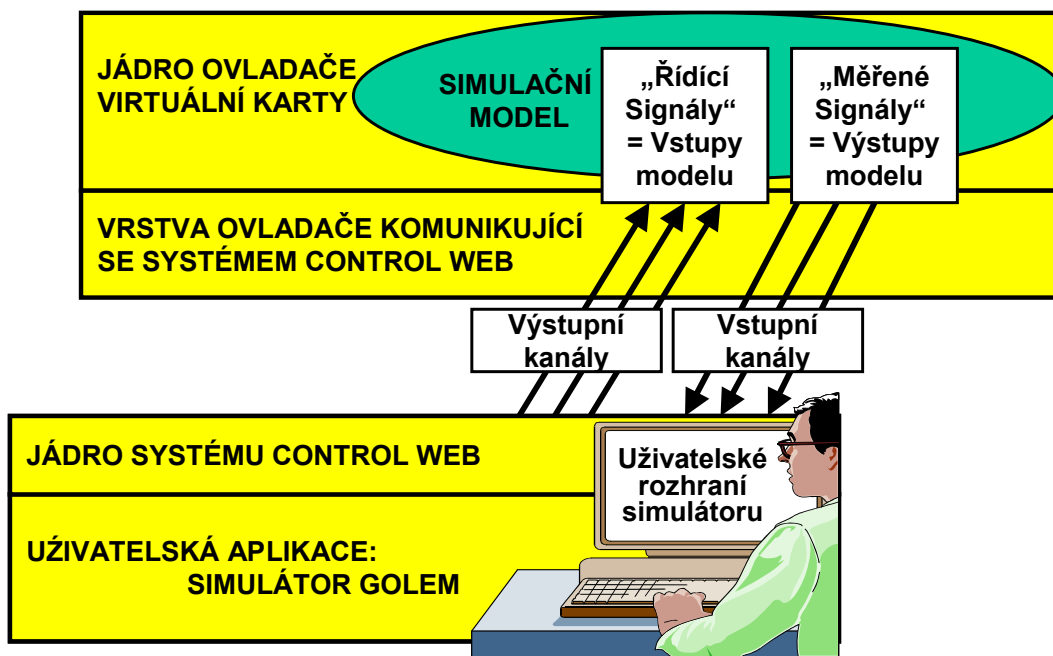 JÁDRO OVLADAČE
VIRTUÁLNÍ KARTY
SIMULAČNÍ
MODEL
„Řídící
Signály“
= Vstupy
modelu
„Měřené
Signály“
= Výstupy
modelu
VRSTVA OVLADAČE KOMUNIKUJÍCÍ
SE SYSTÉMEM CONTROL WEB
Výstupní
kanály
Vstupní
kanály
JÁDRO SYSTÉMU CONTROL WEB
Uživatelské
rozhraní
simulátoru
UŹIVATELSKÁ APLIKACE:
SIMULÁTOR GOLEM